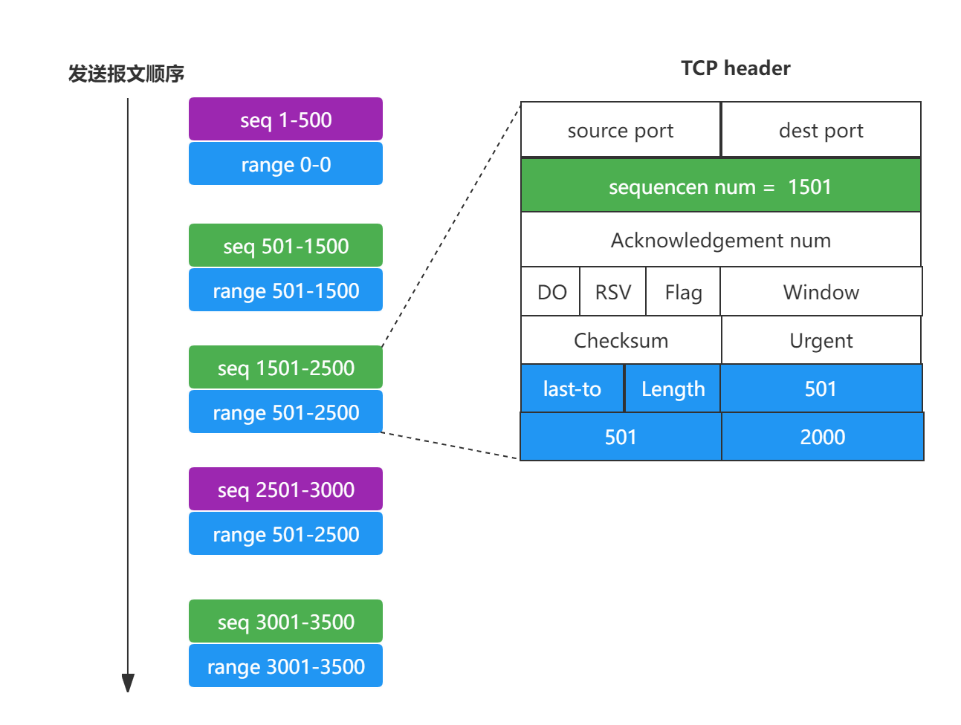 发送报文顺序
seq 1-500
range 0-0
seq 501-1500
range 501-1500
seq 1501-2500
range 501-2500
seq 2501-3000
range 501-2500
seq 3001-3500
range 3001-3500
TCP header
source port dest port
sequencen num = 1501
Acknowledgement num
DO RSV Flag Window
Checksum Urgent
last-to Length 501
501 2000